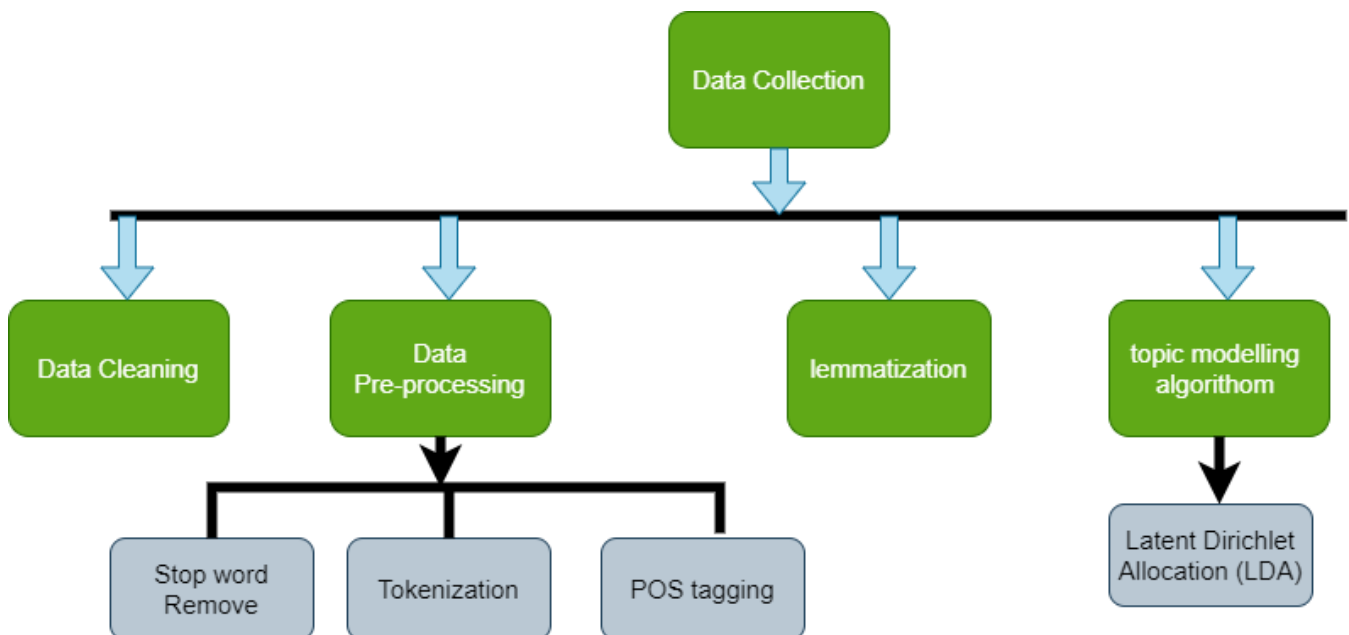 Data Collection
Data Cleaning
Data
Pre-processing
lemmatization
topic modelling
algorithom
Stop word
Remove
Tokenization
POS tagging
Latent Dirichlet
Allocation (LDA)